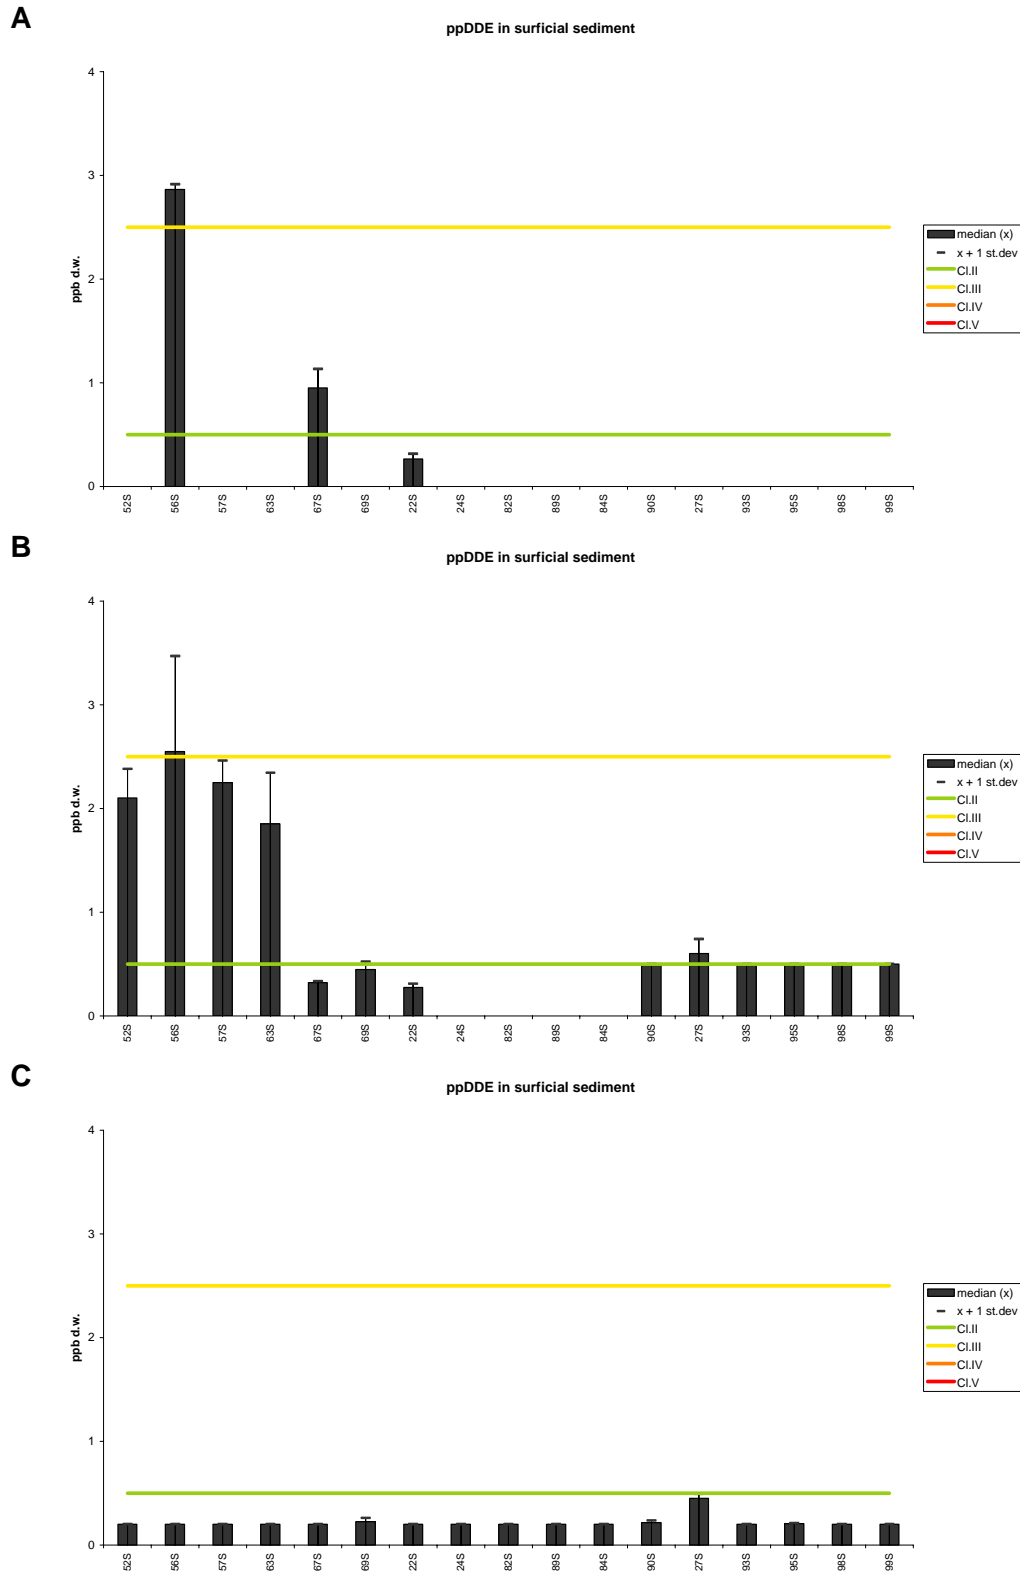 A
ppDDE in surficial sediment
4
3
2
1
0
ppb d.w.
52S 56S 57S 63S 67S 69S 22S 24S 82S 89S 84S 90S 27S 93S 95S 98S 99S
median (x)
x + 1 st.dev
Cl.II
Cl.III
Cl.IV
Cl.V
B
ppDDE in surficial sediment
4
3
2
1
0
ppb d.w.
52S 56S 57S 63S 67S 69S 22S 24S 82S 89S 84S 90S 27S 93S 95S 98S 99S
median (x)
x + 1 st.dev
Cl.II
Cl.III
Cl.IV
Cl.V
C
ppDDE in surficial sediment
4
3
2
1
0
ppb d.w.
52S 56S 57S 63S 67S 69S 22S 24S 82S 89S 84S 90S 27S 93S 95S 98S 99S
median (x)
x + 1 st.dev
Cl.II
Cl.III
Cl.IV
Cl.V